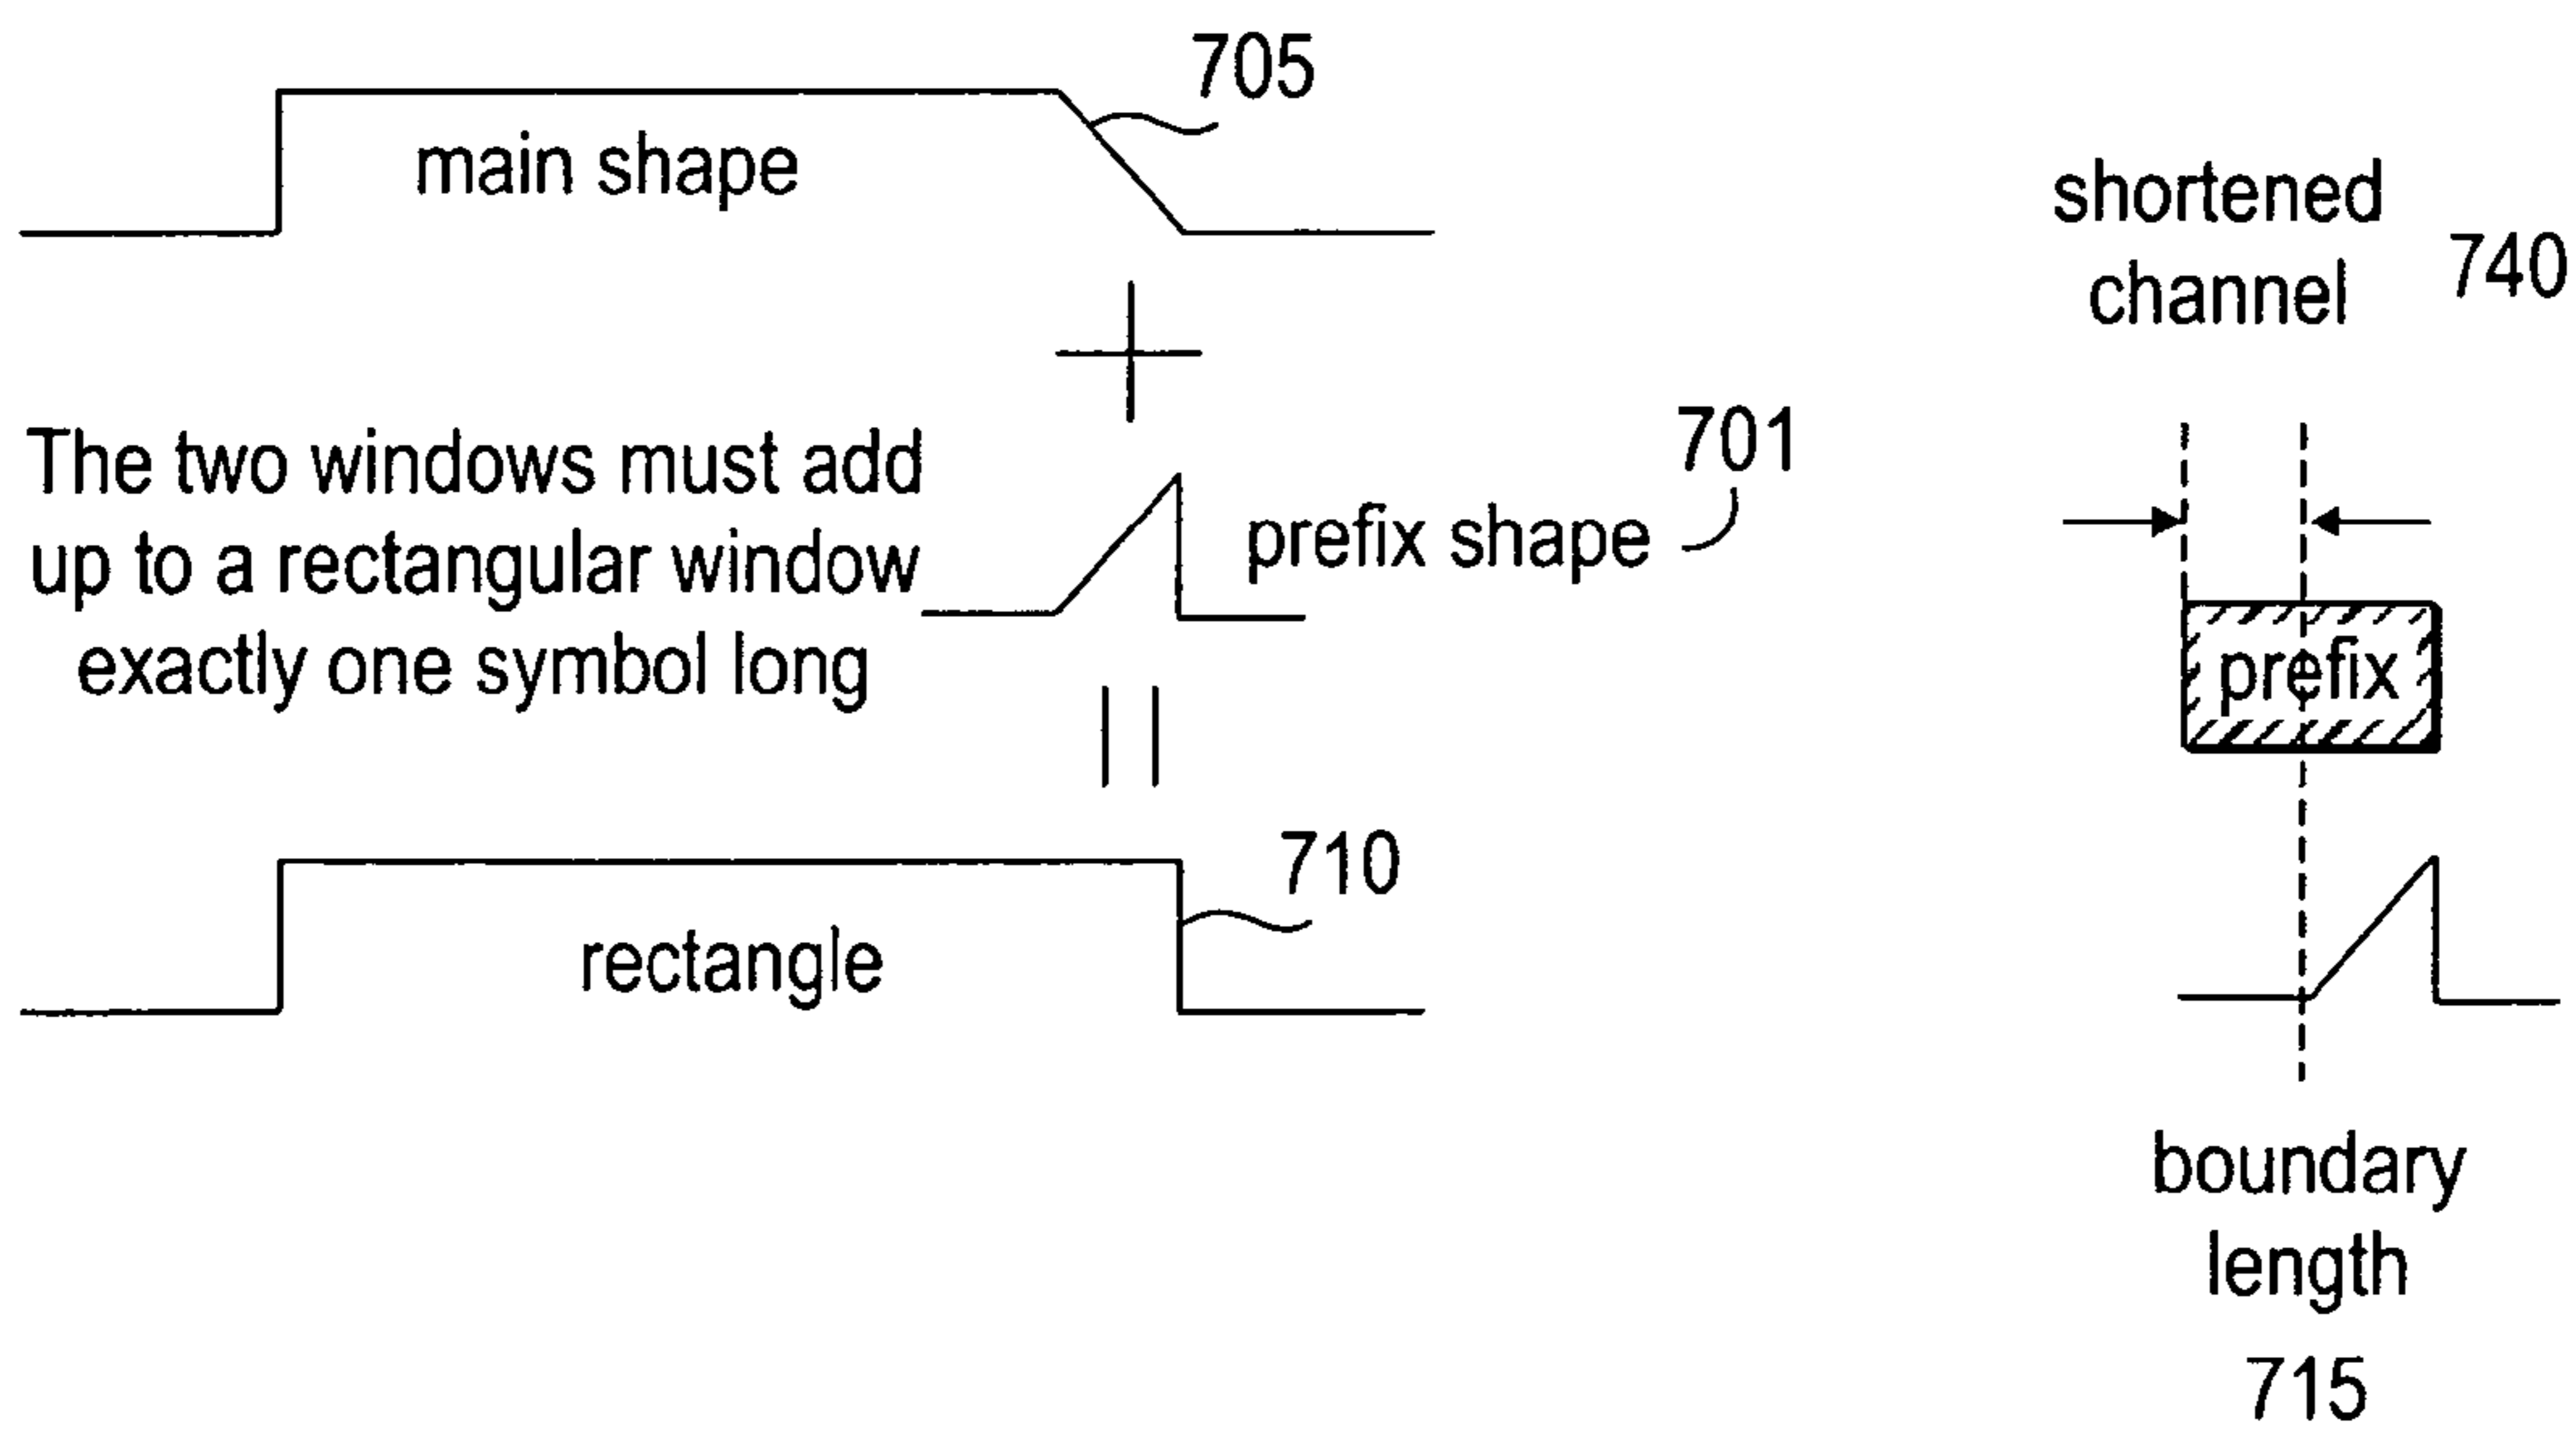 705
main shape
shortened
channel
740
The two windows must add
up to a rectangular window
exactly one symbol long
701
prefix shape
prefix
710
rectangle
boundary
length
715